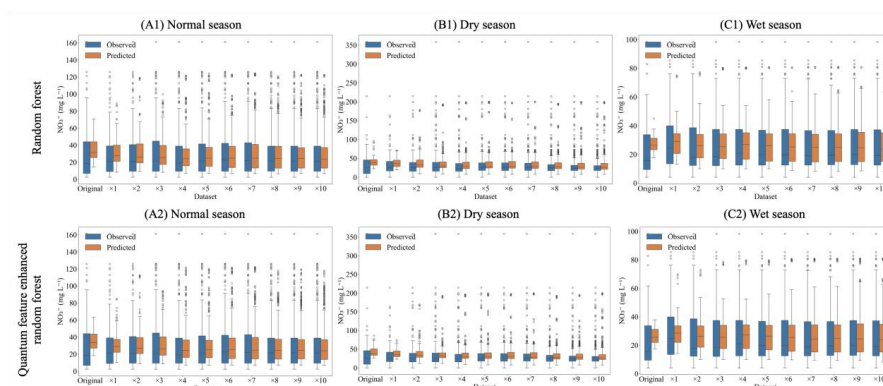 (A1) Normal season
(B1) Dry season
(C1) Wet season
Random forest
NO₃⁻ (mg L⁻¹)
160
140
120
100
80
60
40
20
0
Observed
Predicted
Original ×1 ×2 ×3 ×4 ×5 ×6 ×7 ×8 ×9 ×10
Dataset
NO₃⁻ (mg L⁻¹)
350
300
250
200
150
100
50
0
Observed
Predicted
Original ×1 ×2 ×3 ×4 ×5 ×6 ×7 ×8 ×9 ×10
Dataset
NO₃⁻ (mg L⁻¹)
100
80
60
40
20
0
Observed
Predicted
Original ×1 ×2 ×3 ×4 ×5 ×6 ×7 ×8 ×9 ×1
Dataset
(A2) Normal season
(B2) Dry season
(C2) Wet season
Quantum feature enhanced
random forest
NO₃⁻ (mg L⁻¹)
160
140
120
100
80
60
40
20
0
Observed
Predicted
Original ×1 ×2 ×3 ×4 ×5 ×6 ×7 ×8 ×9 ×10
NO₃⁻ (mg L⁻¹)
350
300
250
200
150
100
50
0
Observed
Predicted
Original ×1 ×2 ×3 ×4 ×5 ×6 ×7 ×8 ×9 ×10
Dataset
NO₃⁻ (mg L⁻¹)
100
80
60
40
20
0
Observed
Predicted
Original ×1 ×2 ×3 ×4 ×5 ×6 ×7 ×8 ×9 ×1